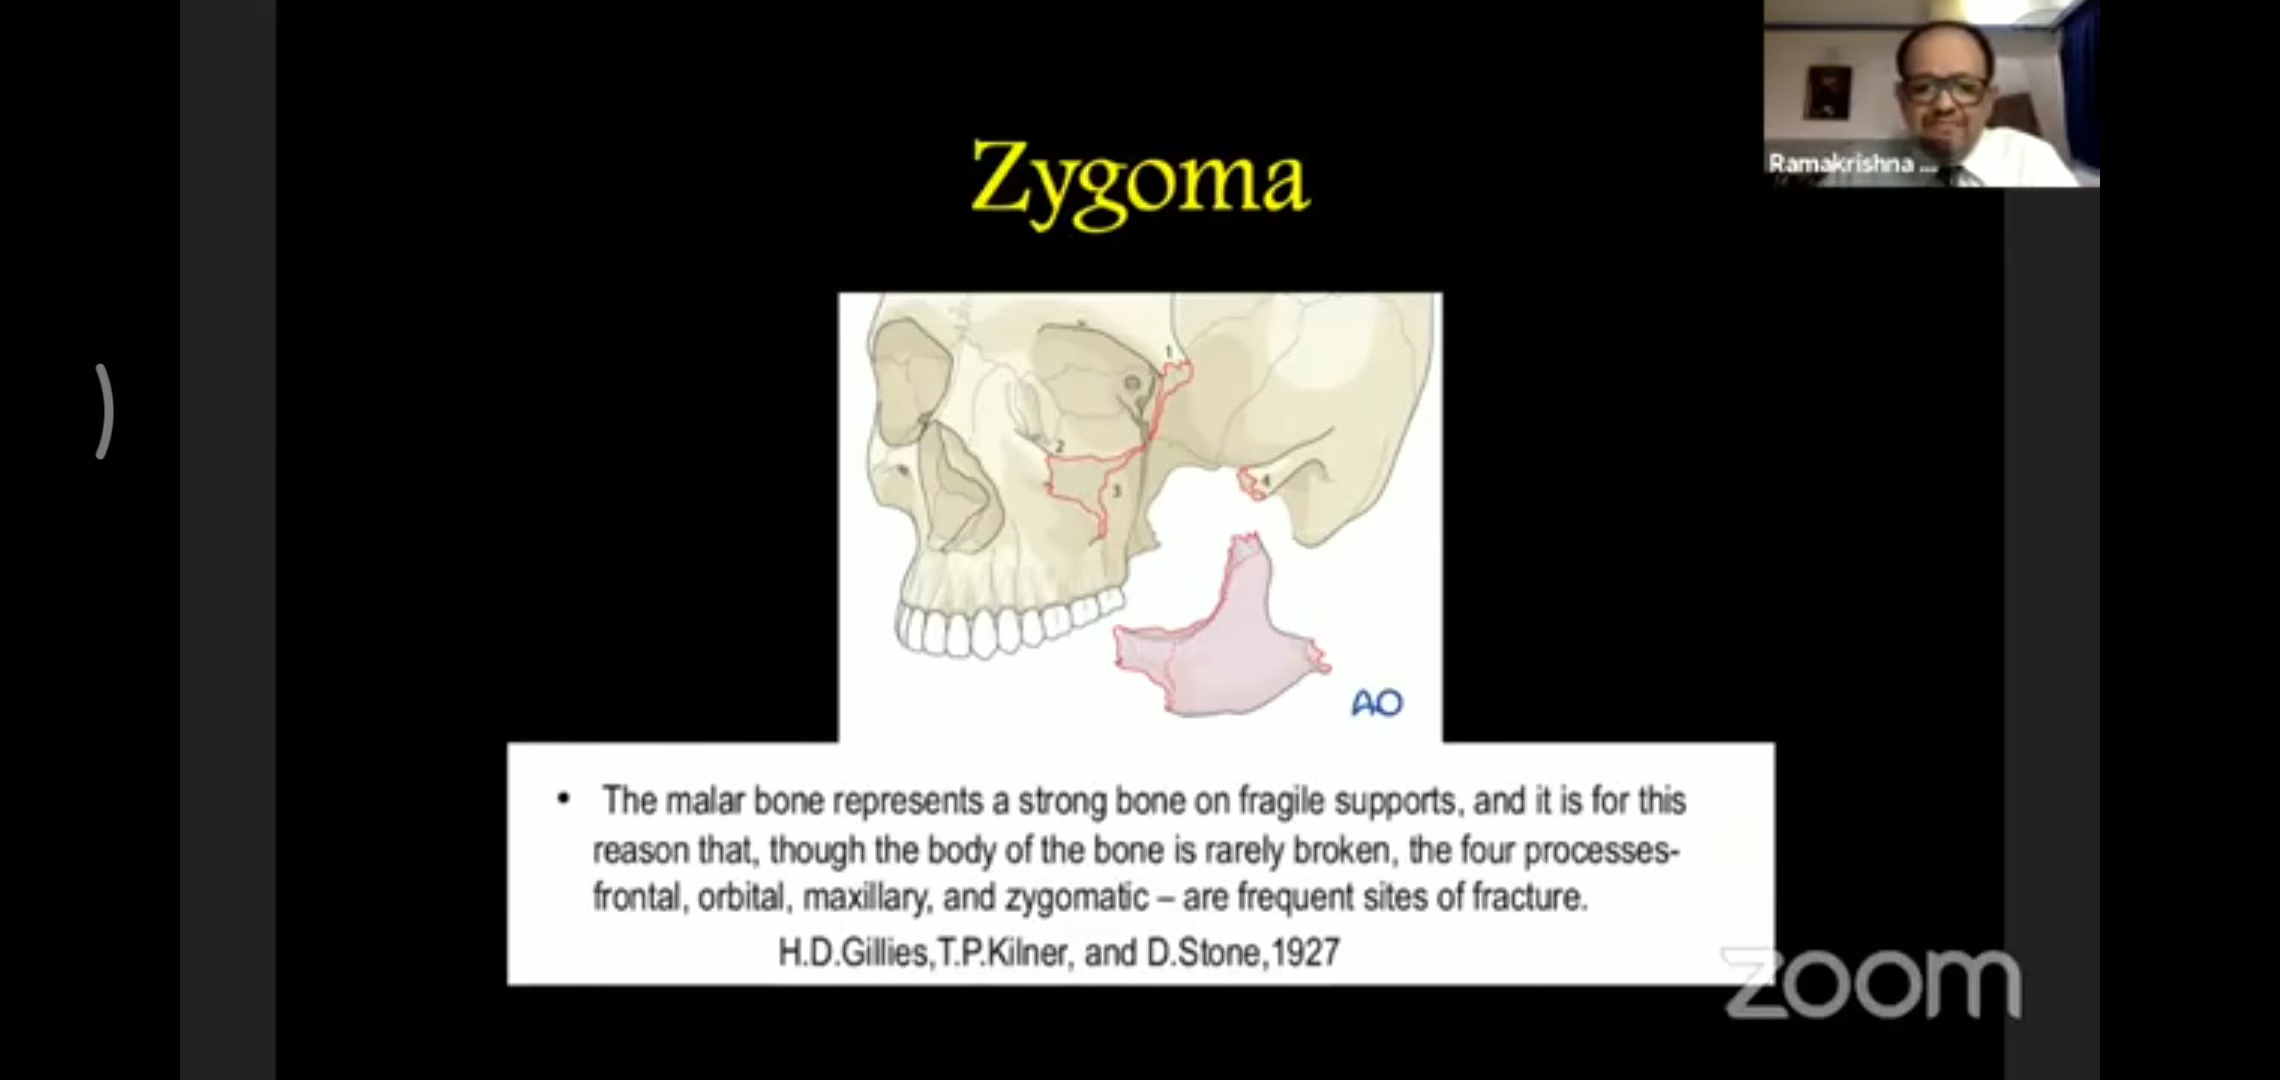 Ramakrishna ...
Zygoma
1
2
3
4
AO
• The malar bone represents a strong bone on fragile supports, and it is for this
reason that, though the body of the bone is rarely broken, the four processes-
frontal, orbital, maxillary, and zygomatic – are frequent sites of fracture.
H.D.Gillies,T.P.Kilner, and D.Stone,1927
zoom